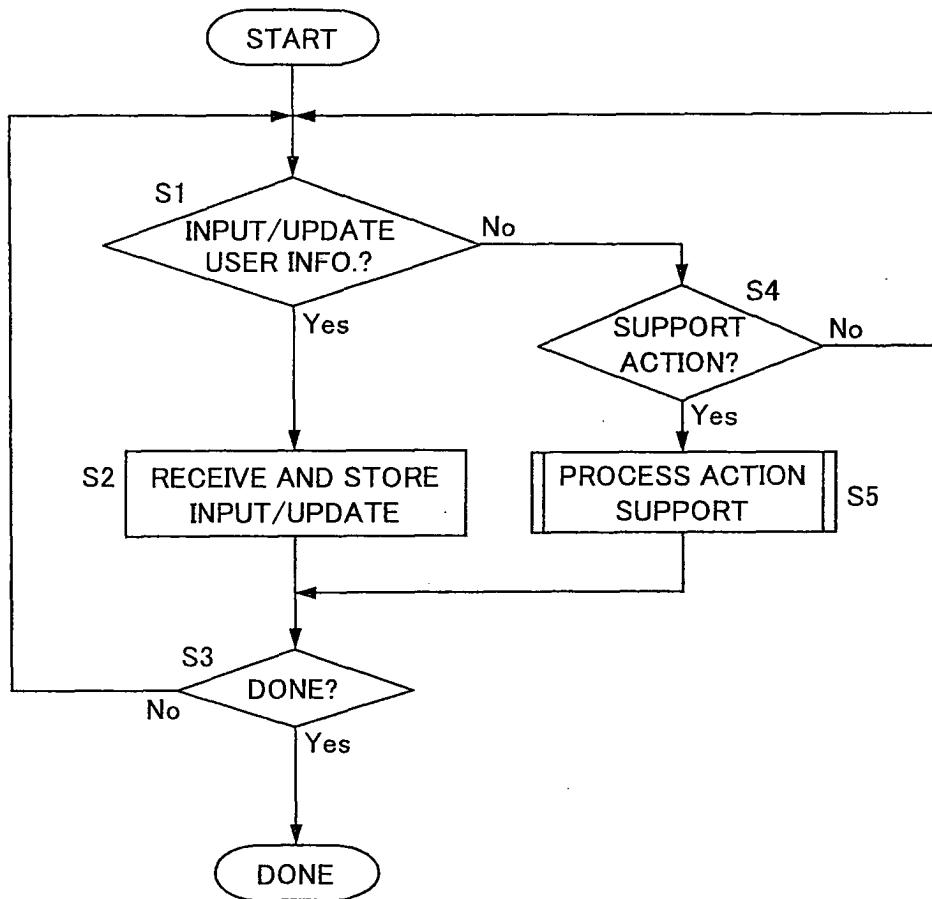 START
S1
INPUT/UPDATE
USER INFO.?
No
Yes
S4
SUPPORT
ACTION?
No
Yes
S2
RECEIVE AND STORE
INPUT/UPDATE
PROCESS ACTION
SUPPORT
S5
S3
DONE?
No
Yes
DONE